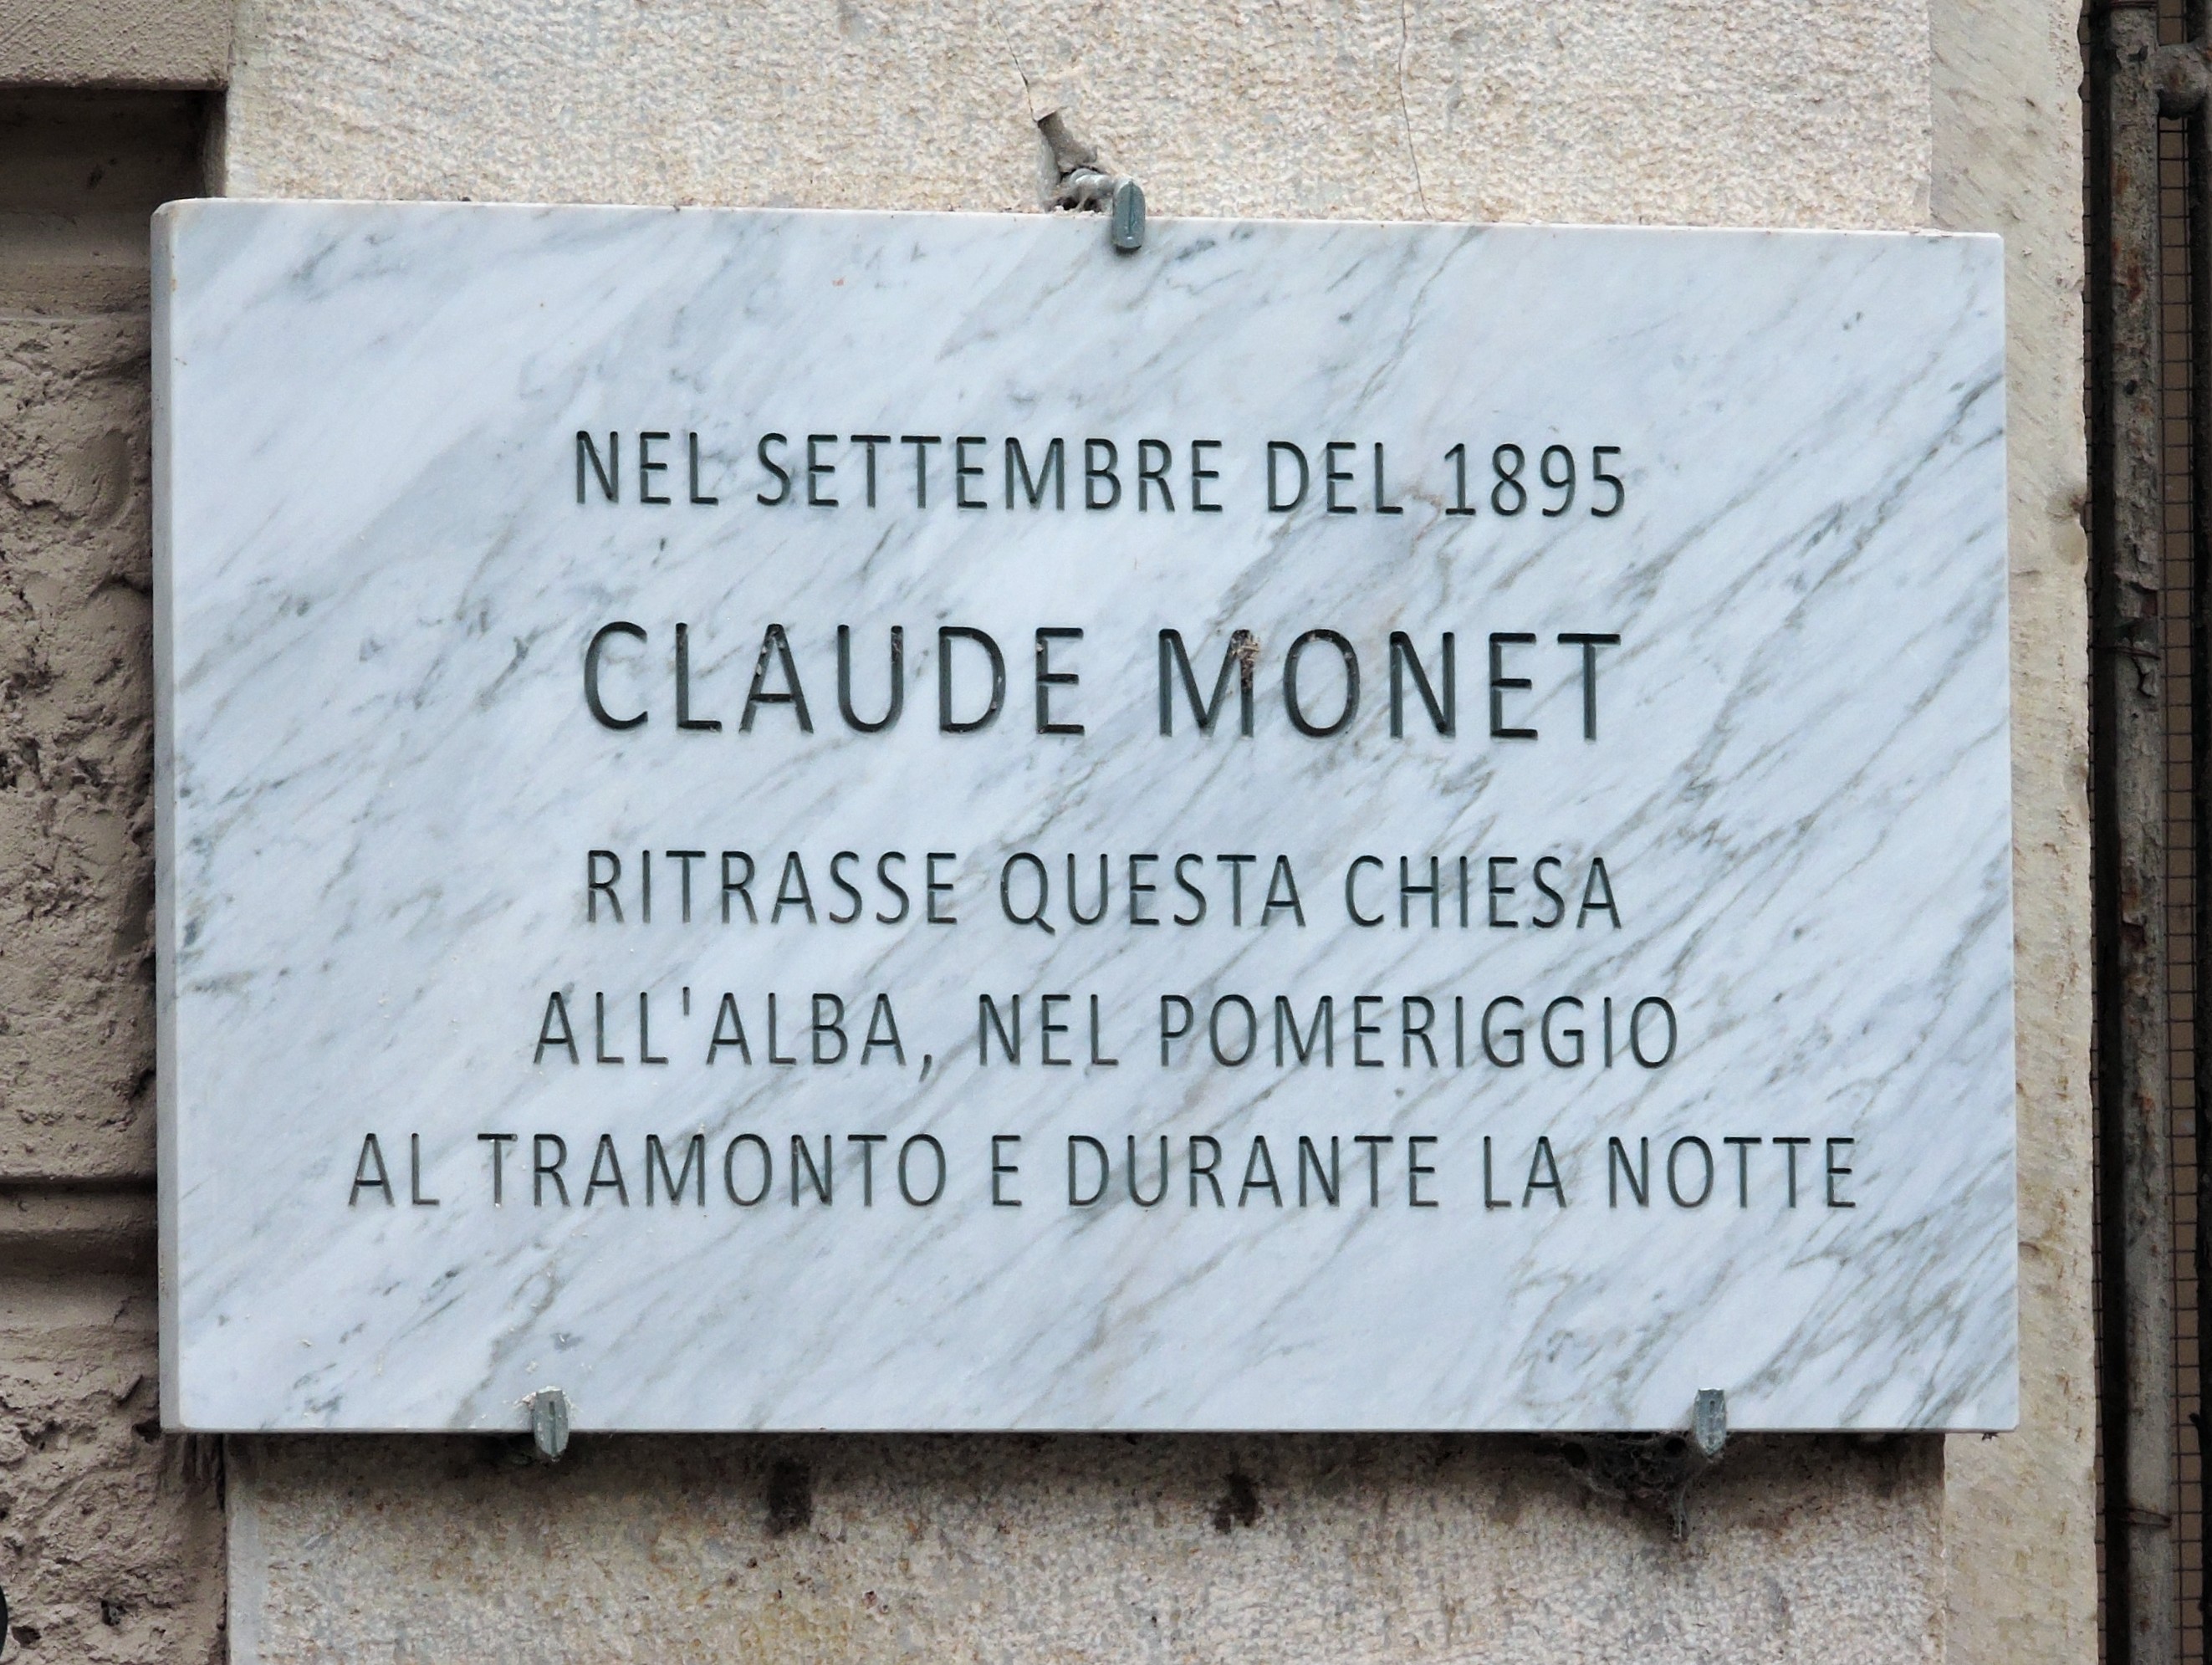 NEL SETTEMBRE DEL 1895
CLAUDE MONET
RITRASSE QUESTA CHIESA
ALL'ALBA, NEL POMERIGGIO
AL TRAMONTO E DURANTE LA NOTTE